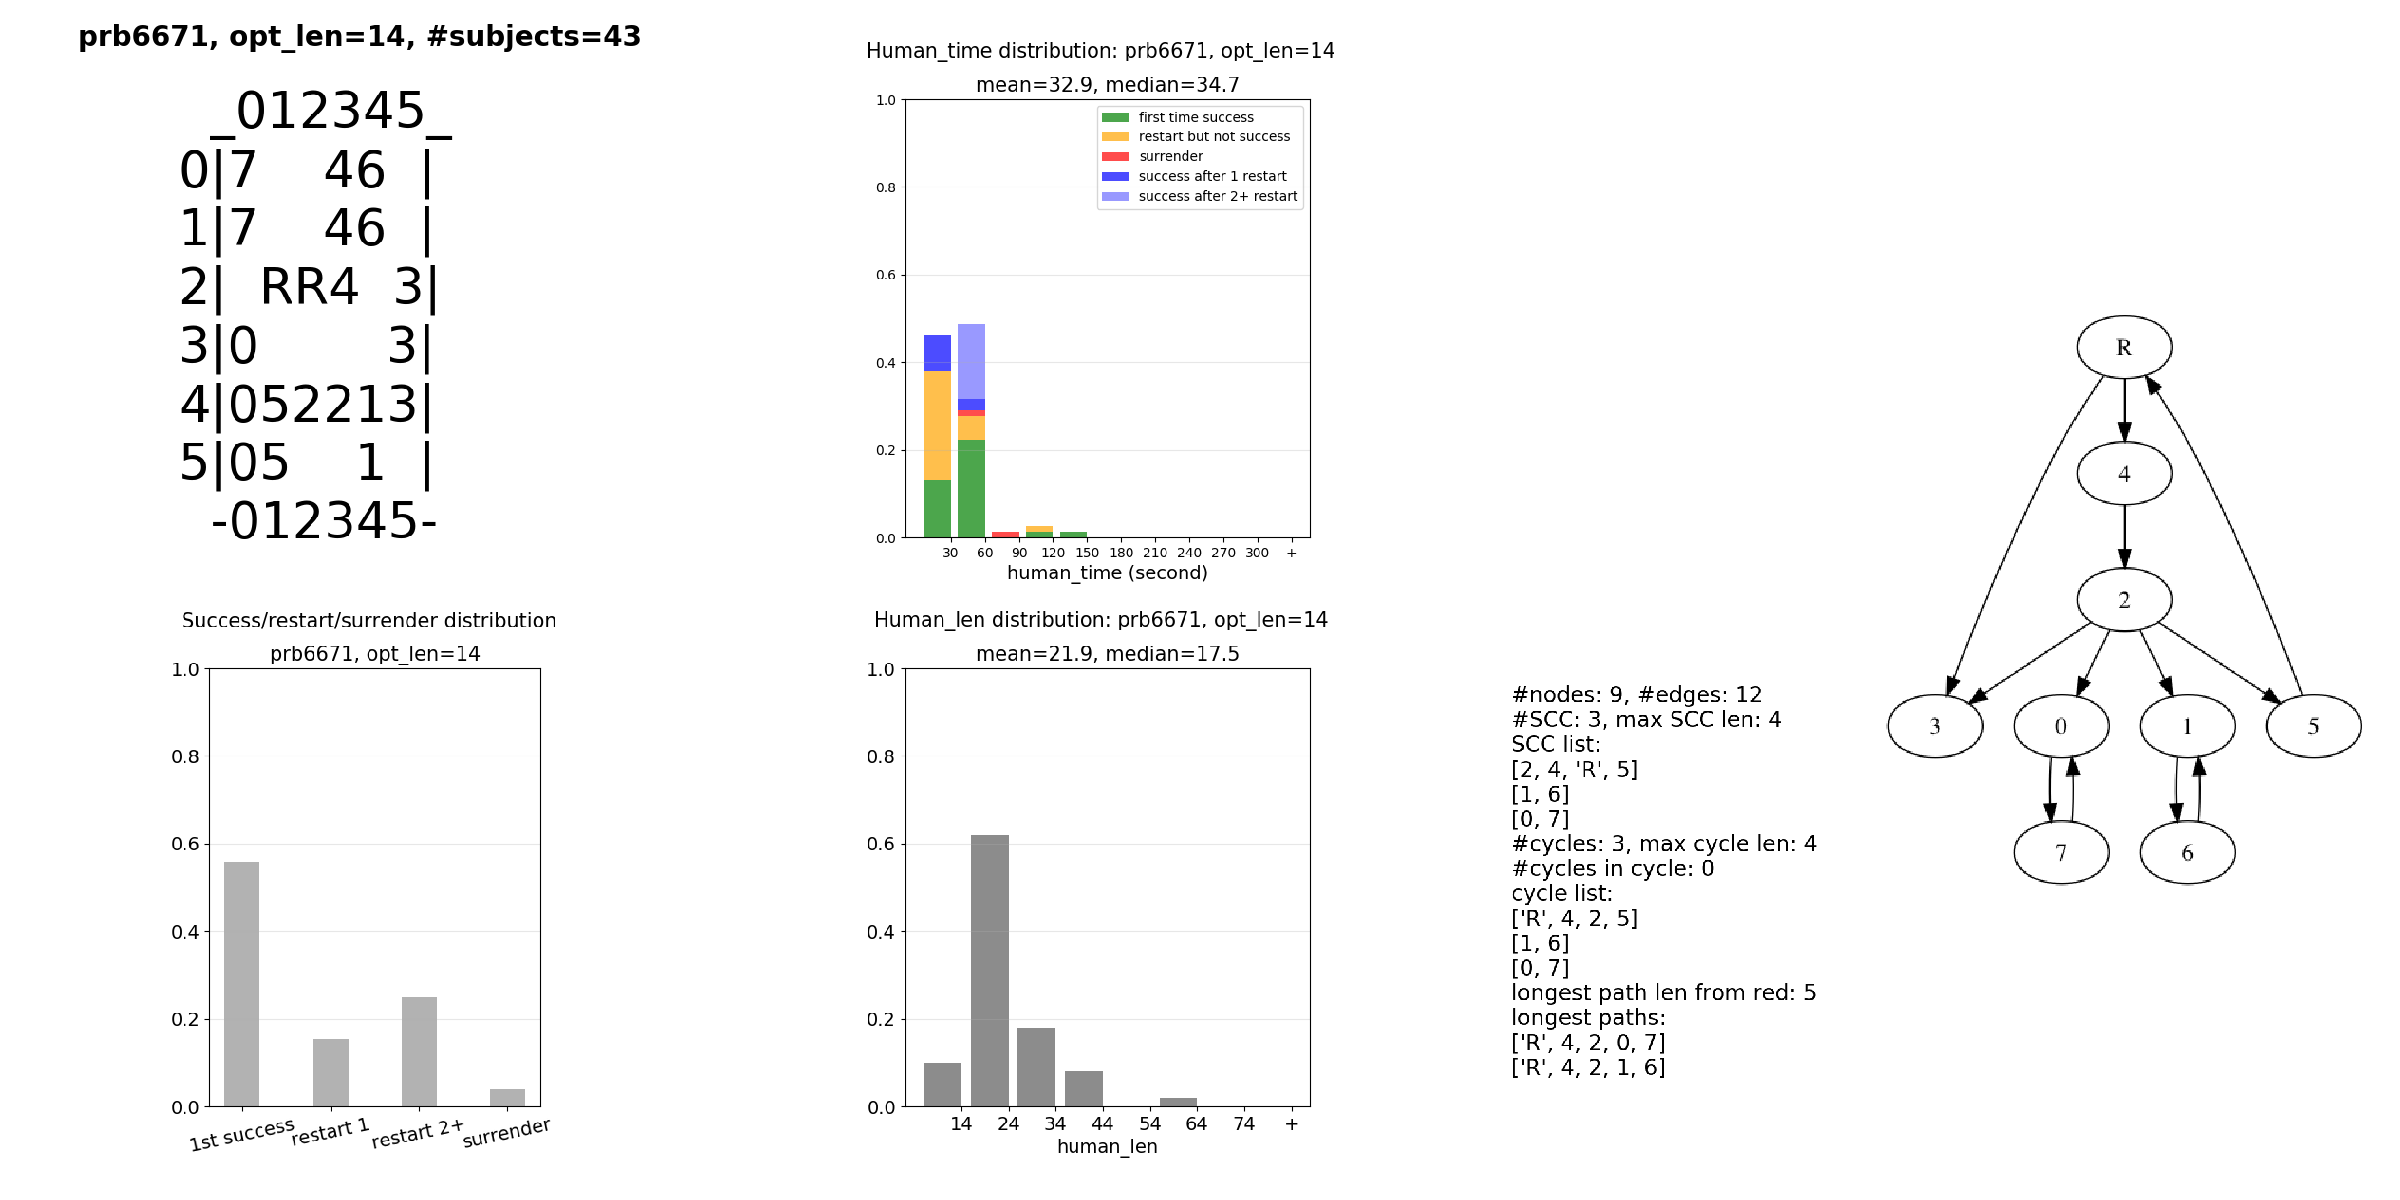 prb6671, opt_len=14, #subjects=43
_012345_
0|7  46 |
1|7  46 |
2| RR4 3|
3|0    3|
4|052213|
5|05  1 |
-012345-
Human_time distribution: prb6671, opt_len=14
mean=32.9, median=34.7
1.0
0.8
0.6
0.4
0.2
0.0
first time success
restart but not success
surrender
success after 1 restart
success after 2+ restart
30 60 90 120 150 180 210 240 270 300 +
human_time (second)
Success/restart/surrender distribution
prb6671, opt_len=14
1.0
0.8
0.6
0.4
0.2
0.0
1st success restart 1 restart 2+ surrender
Human_len distribution: prb6671, opt_len=14
mean=21.9, median=17.5
1.0
0.8
0.6
0.4
0.2
0.0
14 24 34 44 54 64 74 +
human_len
#nodes: 9, #edges: 12
#SCC: 3, max SCC len: 4
SCC list:
[2, 4, 'R', 5]
[1, 6]
[0, 7]
#cycles: 3, max cycle len: 4
#cycles in cycle: 0
cycle list:
['R', 4, 2, 5]
[1, 6]
[0, 7]
longest path len from red: 5
longest paths:
['R', 4, 2, 0, 7]
['R', 4, 2, 1, 6]
R
4
2
3 0 1 5
7 6